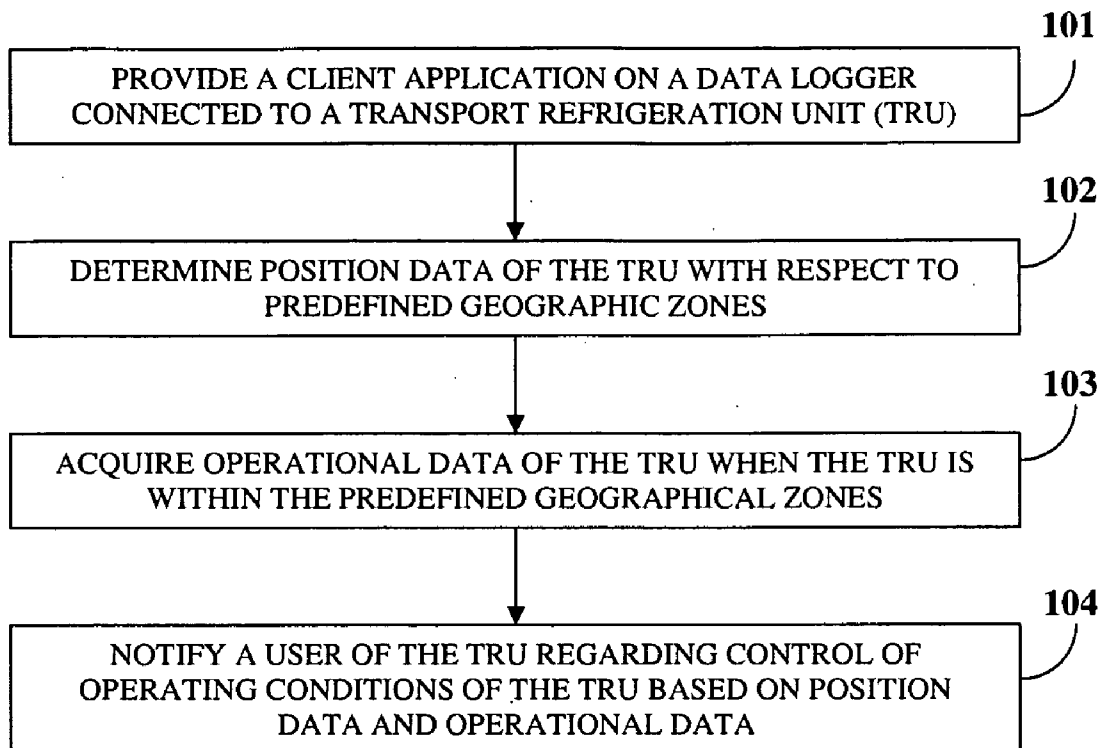 101
PROVIDE A CLIENT APPLICATION ON A DATA LOGGER
CONNECTED TO A TRANSPORT REFRIGERATION UNIT (TRU)
102
DETERMINE POSITION DATA OF THE TRU WITH RESPECT TO
PREDEFINED GEOGRAPHIC ZONES
103
ACQUIRE OPERATIONAL DATA OF THE TRU WHEN THE TRU IS
WITHIN THE PREDEFINED GEOGRAPHICAL ZONES
104
NOTIFY A USER OF THE TRU REGARDING CONTROL OF
OPERATING CONDITIONS OF THE TRU BASED ON POSITION
DATA AND OPERATIONAL DATA